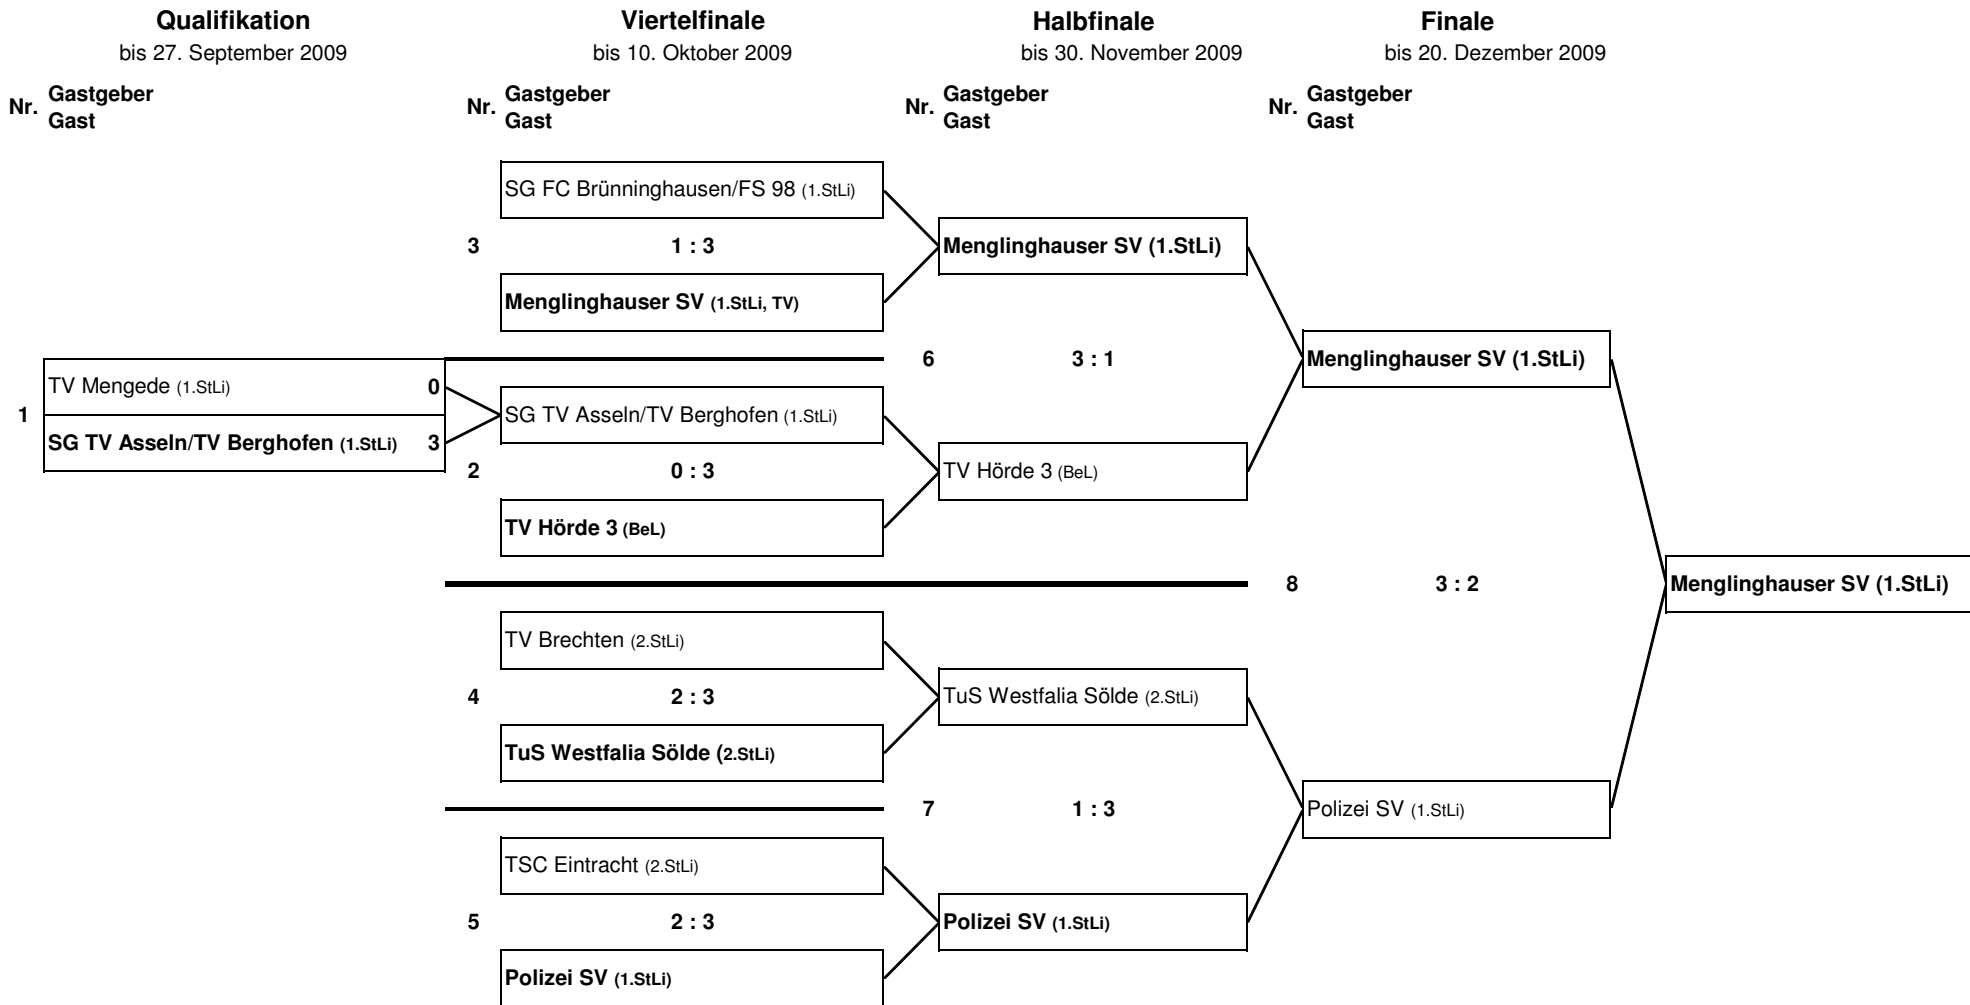 Qualifikation Viertelfinale Halbfinale Finale
bis 27. September 2009 bis 10. Oktober 2009 bis 30. November 2009 bis 20. Dezember 2009
Nr. Gastgeber Nr. Gastgeber Nr. Gastgeber Nr. Gastgeber
Gast Gast Gast Gast
SG FC Brünninghausen/FS 98 (1.StLi)
3 1 : 3 Menglinghauser SV (1.StLi)
Menglinghauser SV (1.StLi, TV)
6 3 : 1 Menglinghauser SV (1.StLi)
TV Mengede (1.StLi) 0
1 SG TV Asseln/TV Berghofen (1.StLi)
SG TV Asseln/TV Berghofen (1.StLi) 3
2 0 : 3 TV Hörde 3 (BeL)
TV Hörde 3 (BeL)
8 3 : 2 Menglinghauser SV (1.StLi)
TV Brechten (2.StLi)
4 2 : 3 TuS Westfalia Sölde (2.StLi)
TuS Westfalia Sölde (2.StLi)
7 1 : 3 Polizei SV (1.StLi)
TSC Eintracht (2.StLi)
5 2 : 3 Polizei SV (1.StLi)
Polizei SV (1.StLi)